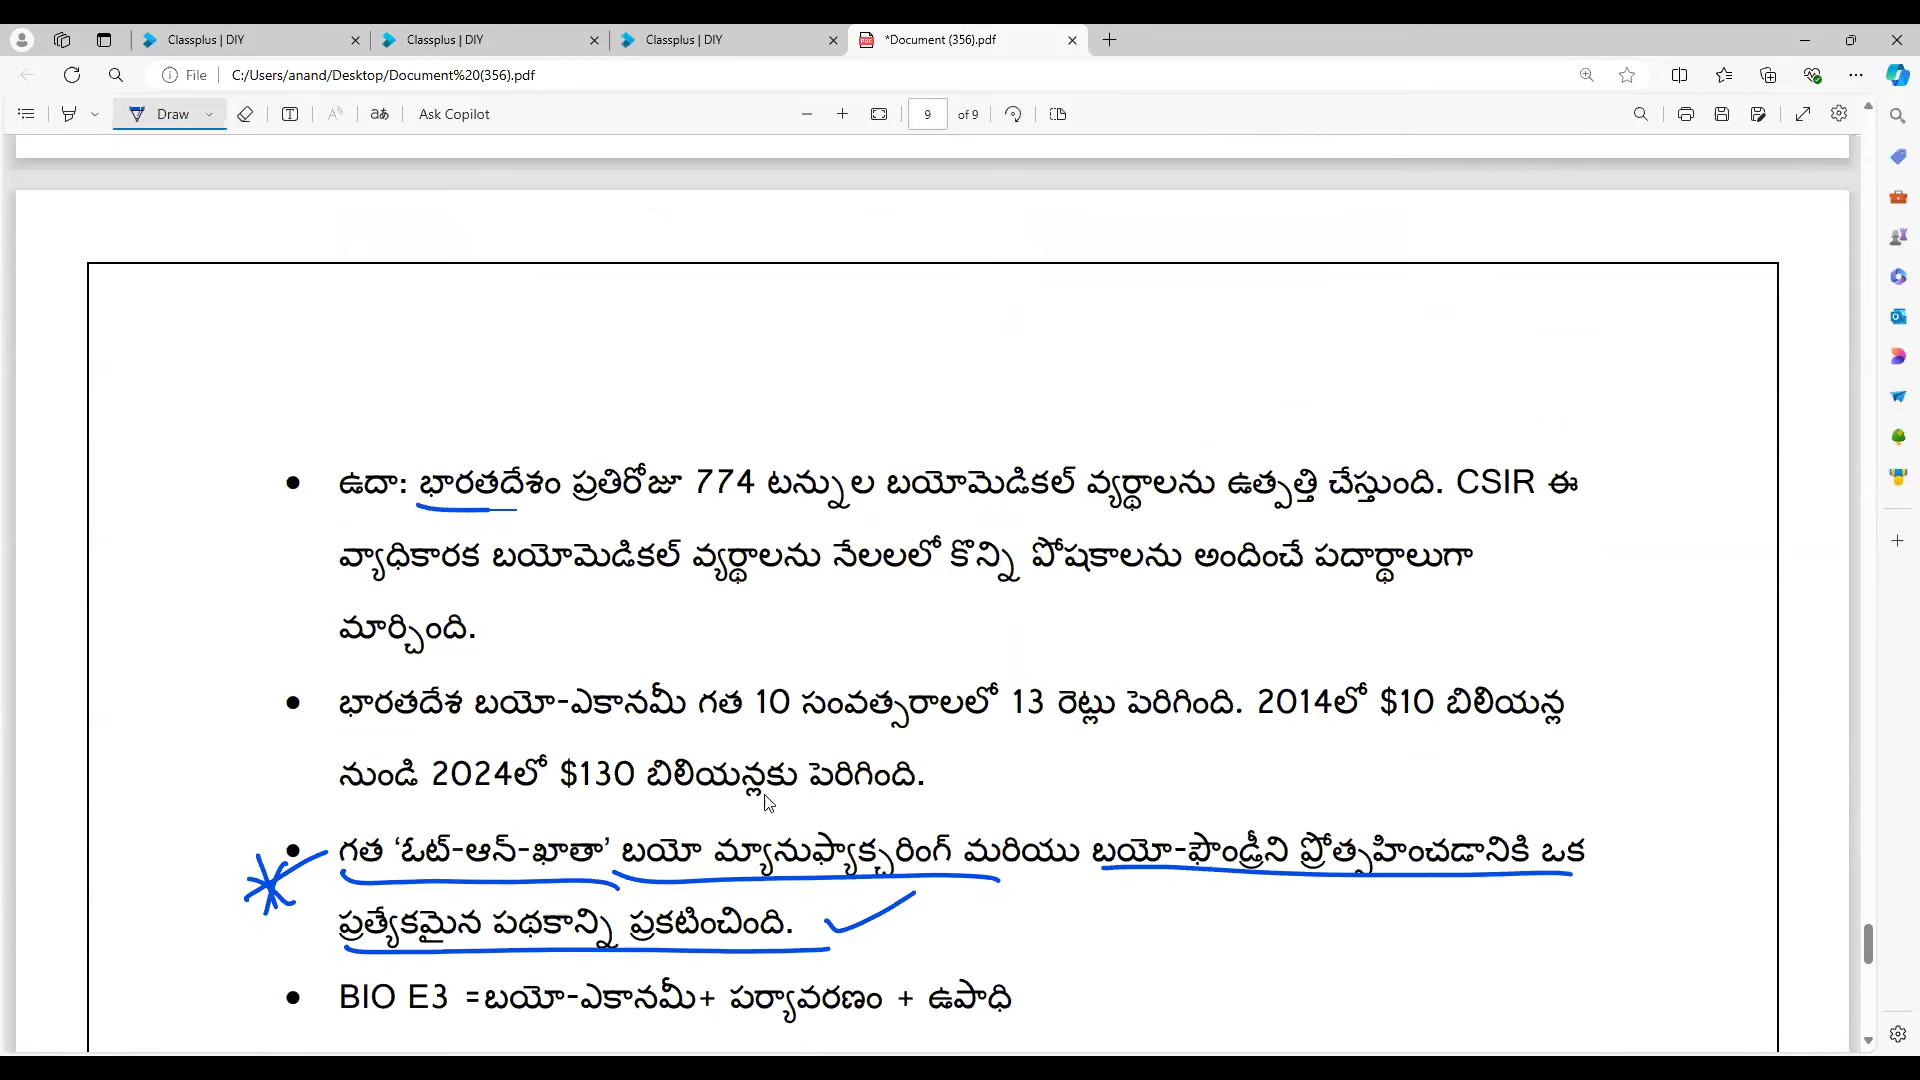 Classplus | DIY
Classplus | DIY
Classplus | DIY
*Document (356).pdf
File
C:/Users/anand/Desktop/Document%20(356).pdf
Draw
Ask Copilot
9 of 9
• ఉదా: భారతదేశం ప్రతిరోజూ 774 టన్నుల బయోమెడికల్ వ్యర్థాలను ఉత్పత్తి చేస్తుంది. CSIR ఈ
వ్యాధికారక బయోమెడికల్ వ్యర్థాలను నేలలలో కొన్ని పోషకాలను అందించే పదార్థాలుగా
మార్చింది.
• భారతదేశ బయో-ఎకానమీ గత 10 సంవత్సరాలలో 13 రెట్లు పెరిగింది. 2014లో $10 బిలియన్ల
నుండి 2024లో $130 బిలియన్లకు పెరిగింది.
• గత ‘ఓట్-ఆన్-ఖాతా’ బయో మ్యానుఫ్యాక్చరింగ్ మరియు బయో-ఫౌండ్రీని ప్రోత్సహించడానికి ఒక
ప్రత్యేకమైన పథకాన్ని ప్రకటించింది.
• BIO E3 =బయో-ఎకానమీ+ పర్యావరణం + ఉపాధి